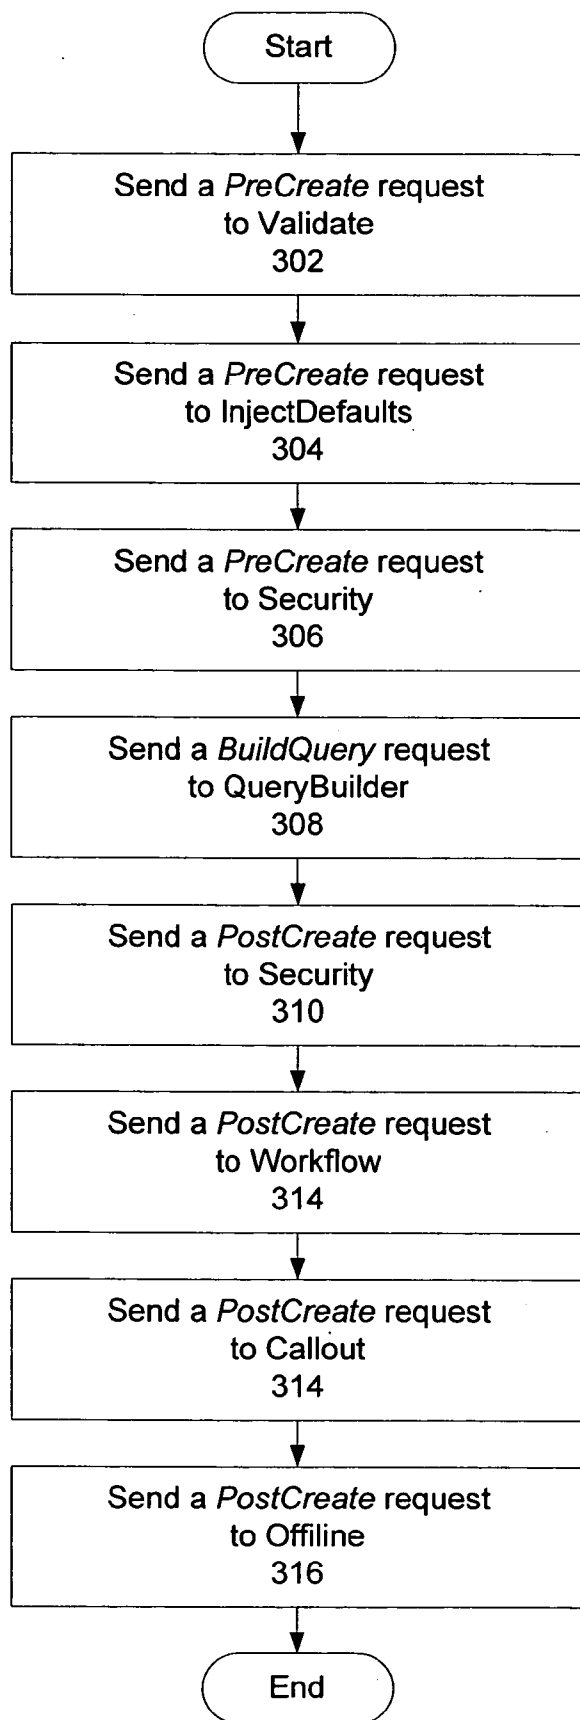 Start
Send a PreCreate request
to Validate
302
Send a PreCreate request
to InjectDefaults
304
Send a PreCreate request
to Security
306
Send a BuildQuery request
to QueryBuilder
308
Send a PostCreate request
to Security
310
Send a PostCreate request
to Workflow
314
Send a PostCreate request
to Callout
314
Send a PostCreate request
to Offiline
316
End